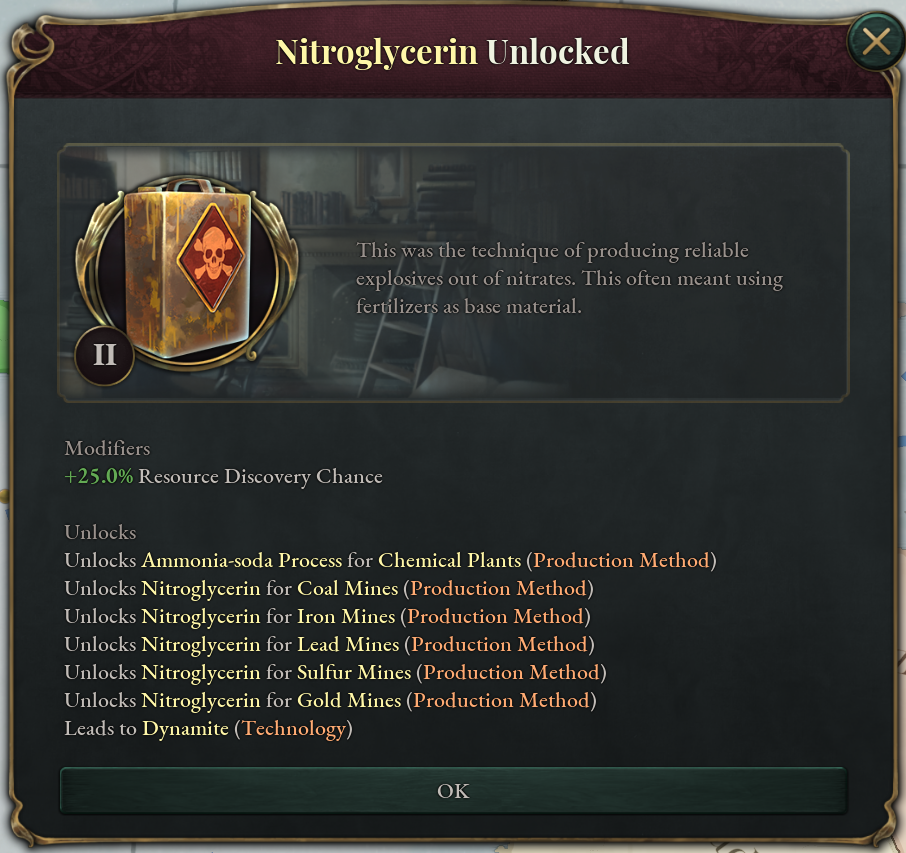 Nitroglycerin Unlocked
This was the technique of producing reliable
explosives out of nitrates. This often meant using
fertilizers as base material.
II
Modifiers
+25.0% Resource Discovery Chance
Unlocks
Unlocks Ammonia-soda Process for Chemical Plants (Production Method)
Unlocks Nitroglycerin for Coal Mines (Production Method)
Unlocks Nitroglycerin for Iron Mines (Production Method)
Unlocks Nitroglycerin for Lead Mines (Production Method)
Unlocks Nitroglycerin for Sulfur Mines (Production Method)
Unlocks Nitroglycerin for Gold Mines (Production Method)
Leads to Dynamite (Technology)
OK